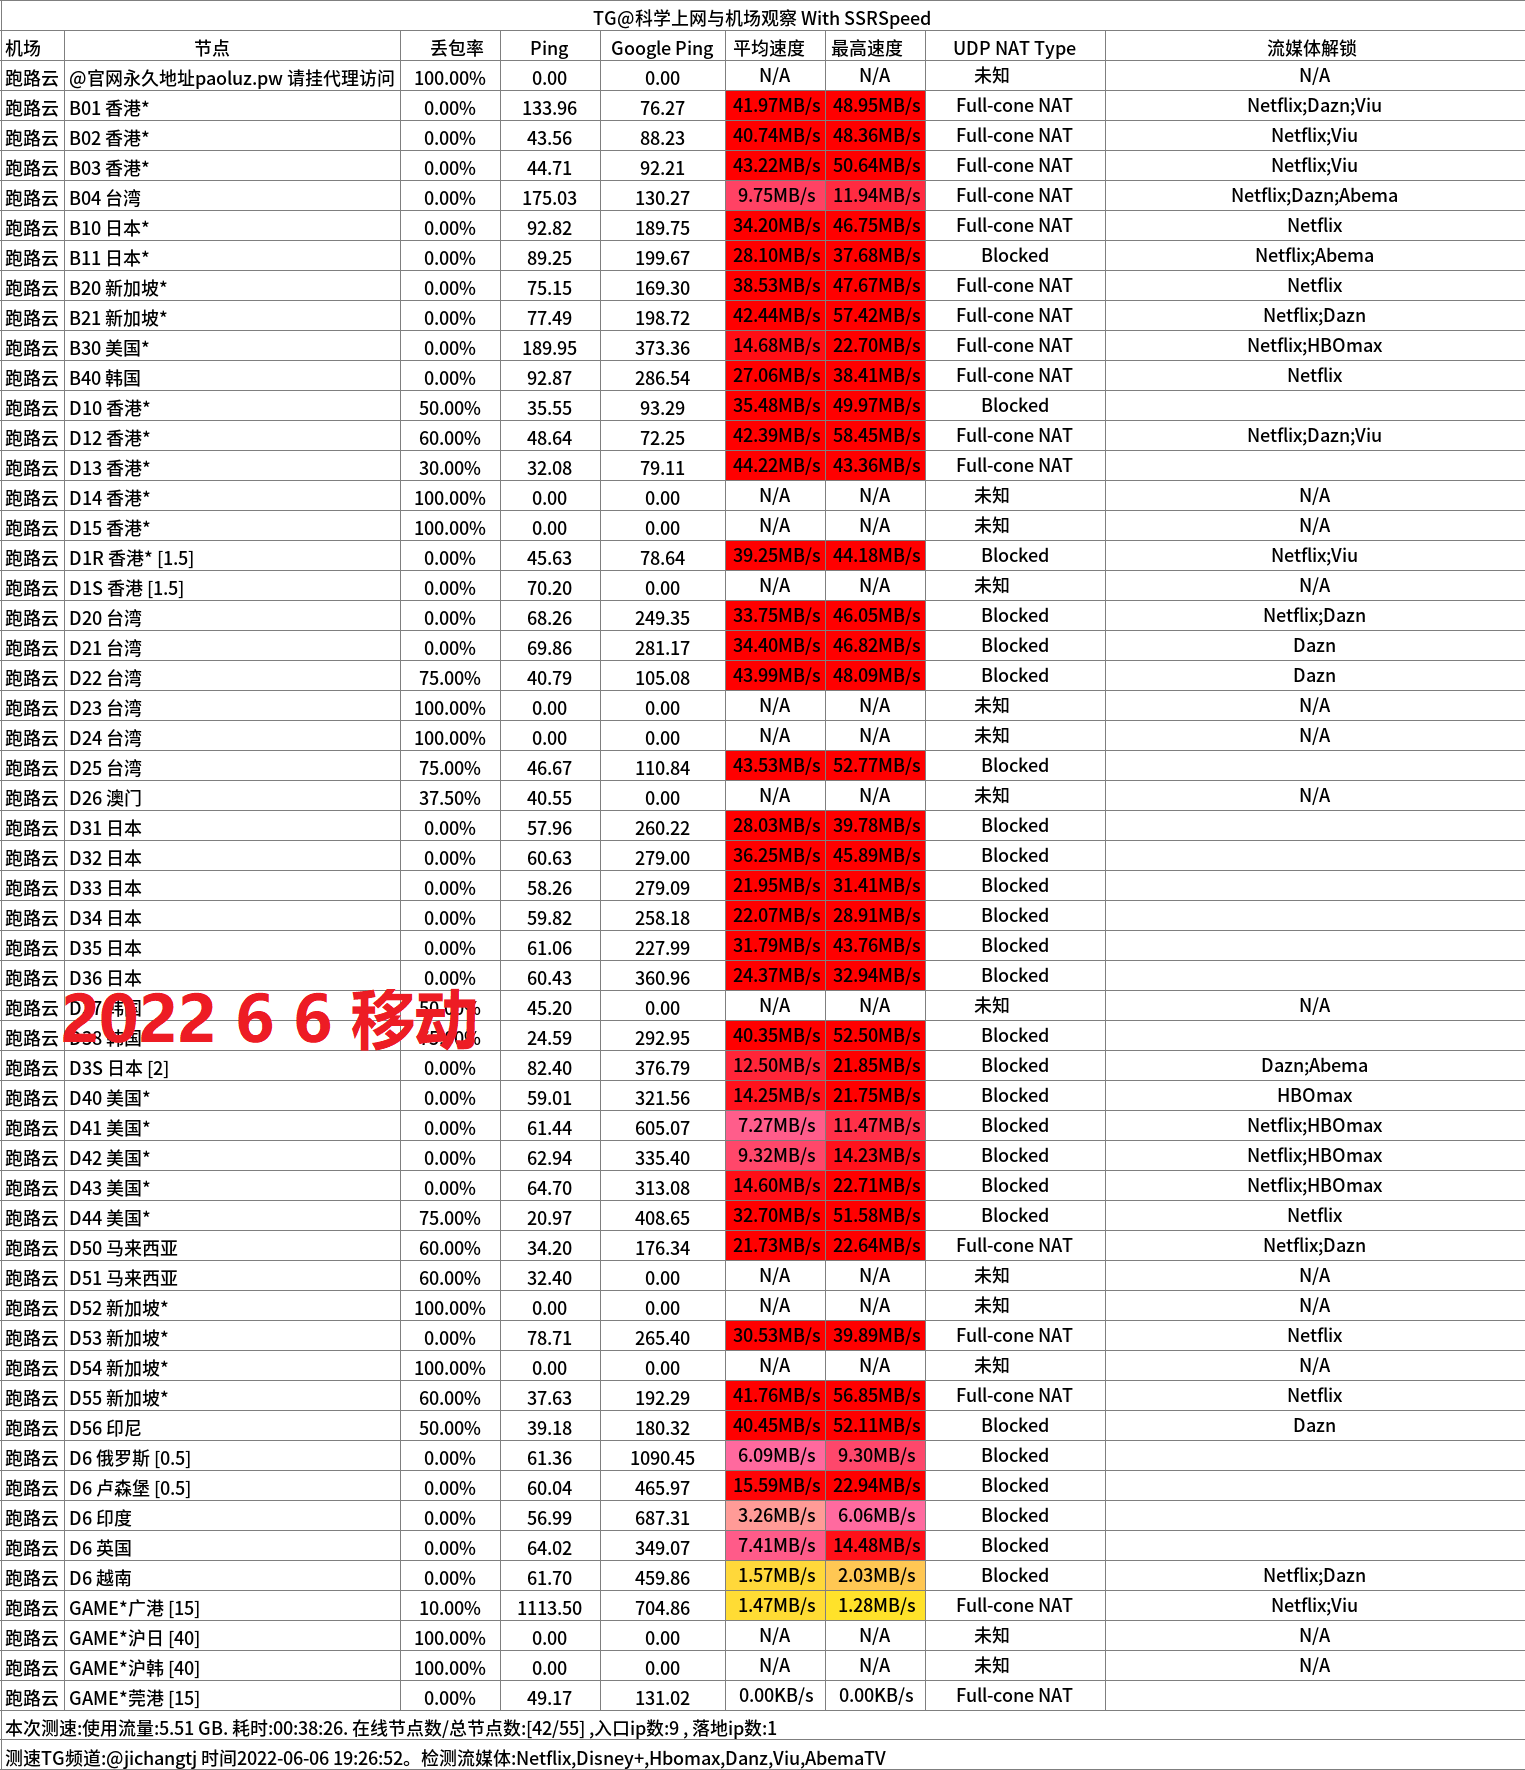 TG@科学上网与机场观察 With SSRSpeed
机场 节点 丢包率 Ping Google Ping 平均速度 最高速度 UDP NAT Type 流媒体解锁
跑路云 @官网永久地址paoluz.pw 请挂代理访问 100.00% 0.00 0.00 N/A N/A 未知 N/A
跑路云 B01 香港* 0.00% 133.96 76.27 41.97MB/s 48.95MB/s Full-cone NAT Netflix;Dazn;Viu
跑路云 B02 香港* 0.00% 43.56 88.23 40.74MB/s 48.36MB/s Full-cone NAT Netflix;Viu
跑路云 B03 香港* 0.00% 44.71 92.21 43.22MB/s 50.64MB/s Full-cone NAT Netflix;Viu
跑路云 B04 台湾 0.00% 175.03 130.27 9.75MB/s 11.94MB/s Full-cone NAT Netflix;Dazn;Abema
跑路云 B10 日本* 0.00% 92.82 189.75 34.20MB/s 46.75MB/s Full-cone NAT Netflix
跑路云 B11 日本* 0.00% 89.25 199.67 28.10MB/s 37.68MB/s Blocked Netflix;Abema
跑路云 B20 新加坡* 0.00% 75.15 169.30 38.53MB/s 47.67MB/s Full-cone NAT Netflix
跑路云 B21 新加坡* 0.00% 77.49 198.72 42.44MB/s 57.42MB/s Full-cone NAT Netflix;Dazn
跑路云 B30 美国* 0.00% 189.95 373.36 14.68MB/s 22.70MB/s Full-cone NAT Netflix;HBOmax
跑路云 B40 韩国 0.00% 92.87 286.54 27.06MB/s 38.41MB/s Full-cone NAT Netflix
跑路云 D10 香港* 50.00% 35.55 93.29 35.48MB/s 49.97MB/s Blocked
跑路云 D12 香港* 60.00% 48.64 72.25 42.39MB/s 58.45MB/s Full-cone NAT Netflix;Dazn;Viu
跑路云 D13 香港* 30.00% 32.08 79.11 44.22MB/s 43.36MB/s Full-cone NAT
跑路云 D14 香港* 100.00% 0.00 0.00 N/A N/A 未知 N/A
跑路云 D15 香港* 100.00% 0.00 0.00 N/A N/A 未知 N/A
跑路云 D1R 香港* [1.5] 0.00% 45.63 78.64 39.25MB/s 44.18MB/s Blocked Netflix;Viu
跑路云 D1S 香港 [1.5] 0.00% 70.20 0.00 N/A N/A 未知 N/A
跑路云 D20 台湾 0.00% 68.26 249.35 33.75MB/s 46.05MB/s Blocked Netflix;Dazn
跑路云 D21 台湾 0.00% 69.86 281.17 34.40MB/s 46.82MB/s Blocked Dazn
跑路云 D22 台湾 75.00% 40.79 105.08 43.99MB/s 48.09MB/s Blocked Dazn
跑路云 D23 台湾 100.00% 0.00 0.00 N/A N/A 未知 N/A
跑路云 D24 台湾 100.00% 0.00 0.00 N/A N/A 未知 N/A
跑路云 D25 台湾 75.00% 46.67 110.84 43.53MB/s 52.77MB/s Blocked
跑路云 D26 澳门 37.50% 40.55 0.00 N/A N/A 未知 N/A
跑路云 D31 日本 0.00% 57.96 260.22 28.03MB/s 39.78MB/s Blocked
跑路云 D32 日本 0.00% 60.63 279.00 36.25MB/s 45.89MB/s Blocked
跑路云 D33 日本 0.00% 58.26 279.09 21.95MB/s 31.41MB/s Blocked
跑路云 D34 日本 0.00% 59.82 258.18 22.07MB/s 28.91MB/s Blocked
跑路云 D35 日本 0.00% 61.06 227.99 31.79MB/s 43.76MB/s Blocked
跑路云 D36 日本 0.00% 60.43 360.96 24.37MB/s 32.94MB/s Blocked
2022 6 6 移动
跑路云 D37 韩国 50.00% 45.20 0.00 N/A N/A 未知 N/A
跑路云 D38 韩国 75.00% 24.59 292.95 40.35MB/s 52.50MB/s Blocked
跑路云 D3S 日本 [2] 0.00% 82.40 376.79 12.50MB/s 21.85MB/s Blocked Dazn;Abema
跑路云 D40 美国* 0.00% 59.01 321.56 14.25MB/s 21.75MB/s Blocked HBOmax
跑路云 D41 美国* 0.00% 61.44 605.07 7.27MB/s 11.47MB/s Blocked Netflix;HBOmax
跑路云 D42 美国* 0.00% 62.94 335.40 9.32MB/s 14.23MB/s Blocked Netflix;HBOmax
跑路云 D43 美国* 0.00% 64.70 313.08 14.60MB/s 22.71MB/s Blocked Netflix;HBOmax
跑路云 D44 美国* 75.00% 20.97 408.65 32.70MB/s 51.58MB/s Blocked Netflix
跑路云 D50 马来西亚 60.00% 34.20 176.34 21.73MB/s 22.64MB/s Full-cone NAT Netflix;Dazn
跑路云 D51 马来西亚 60.00% 32.40 0.00 N/A N/A 未知 N/A
跑路云 D52 新加坡* 100.00% 0.00 0.00 N/A N/A 未知 N/A
跑路云 D53 新加坡* 0.00% 78.71 265.40 30.53MB/s 39.89MB/s Full-cone NAT Netflix
跑路云 D54 新加坡* 100.00% 0.00 0.00 N/A N/A 未知 N/A
跑路云 D55 新加坡* 60.00% 37.63 192.29 41.76MB/s 56.85MB/s Full-cone NAT Netflix
跑路云 D56 印尼 50.00% 39.18 180.32 40.45MB/s 52.11MB/s Blocked Dazn
跑路云 D6 俄罗斯 [0.5] 0.00% 61.36 1090.45 6.09MB/s 9.30MB/s Blocked
跑路云 D6 卢森堡 [0.5] 0.00% 60.04 465.97 15.59MB/s 22.94MB/s Blocked
跑路云 D6 印度 0.00% 56.99 687.31 3.26MB/s 6.06MB/s Blocked
跑路云 D6 英国 0.00% 64.02 349.07 7.41MB/s 14.48MB/s Blocked
跑路云 D6 越南 0.00% 61.70 459.86 1.57MB/s 2.03MB/s Blocked Netflix;Dazn
跑路云 GAME*广港 [15] 10.00% 1113.50 704.86 1.47MB/s 1.28MB/s Full-cone NAT Netflix;Viu
跑路云 GAME*沪日 [40] 100.00% 0.00 0.00 N/A N/A 未知 N/A
跑路云 GAME*沪韩 [40] 100.00% 0.00 0.00 N/A N/A 未知 N/A
跑路云 GAME*莞港 [15] 0.00% 49.17 131.02 0.00KB/s 0.00KB/s Full-cone NAT
本次测速:使用流量:5.51 GB. 耗时:00:38:26. 在线节点数/总节点数:[42/55] ,入口ip数:9 , 落地ip数:1
测速TG频道:@jichangtj 时间2022-06-06 19:26:52。检测流媒体:Netflix,Disney+,Hbomax,Danz,Viu,AbemaTV